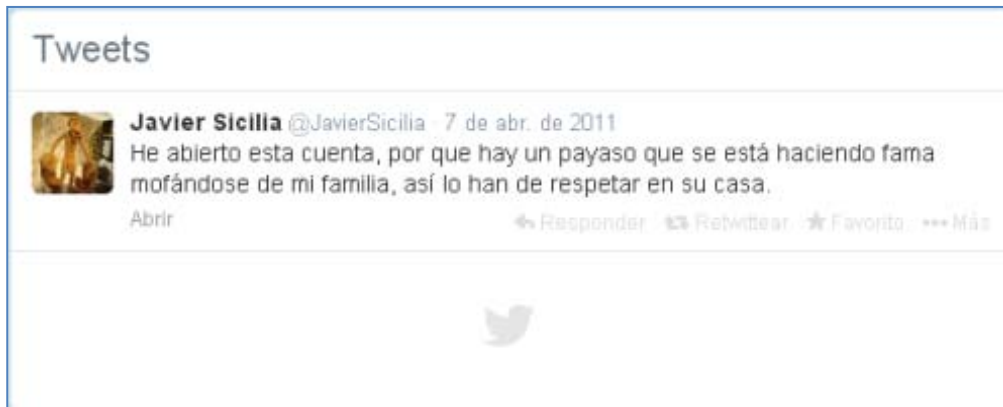 Tweets
Javier Sicilia @JavierSicilia · 7 de abr. de 2011
He abierto esta cuenta, por que hay un payaso que se está haciendo fama
mofándose de mi familia, así lo han de respetar en su casa.
Abrir Responder Retwittear Favorito Más